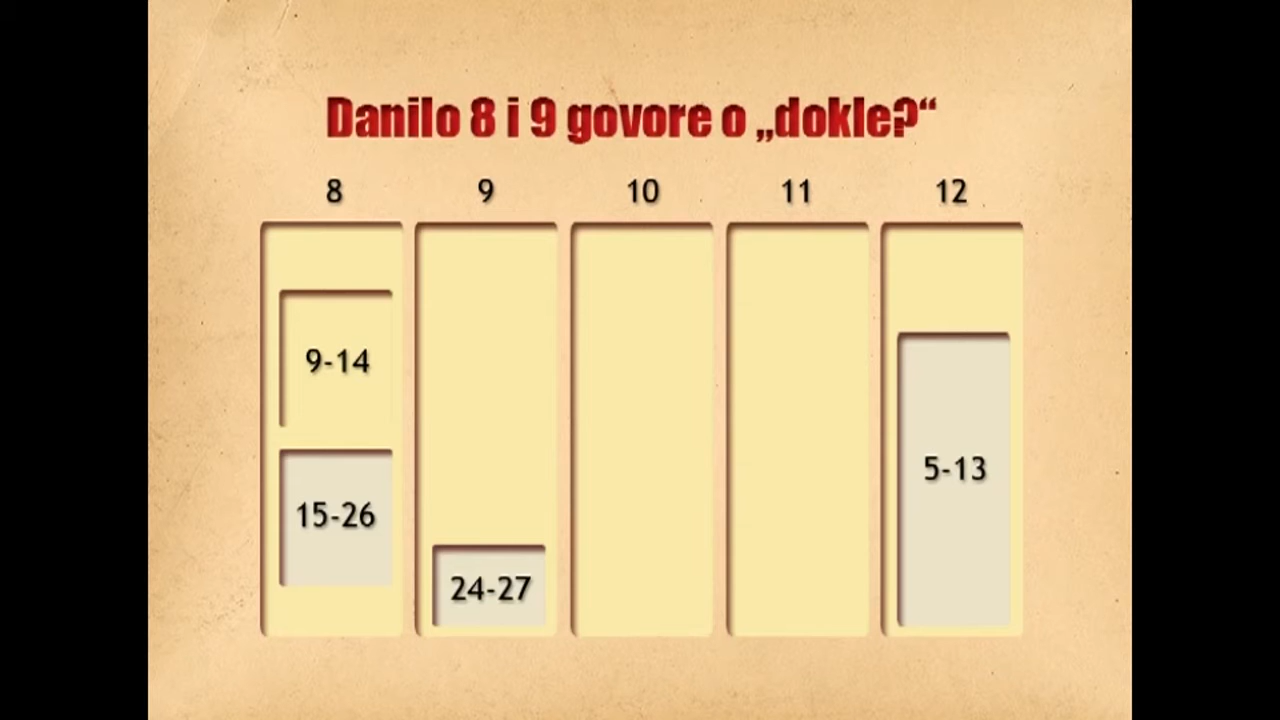 Danilo 8 i 9 govore o „dokle?“
8 9 10 11 12
9-14
5-13
15-26
24-27